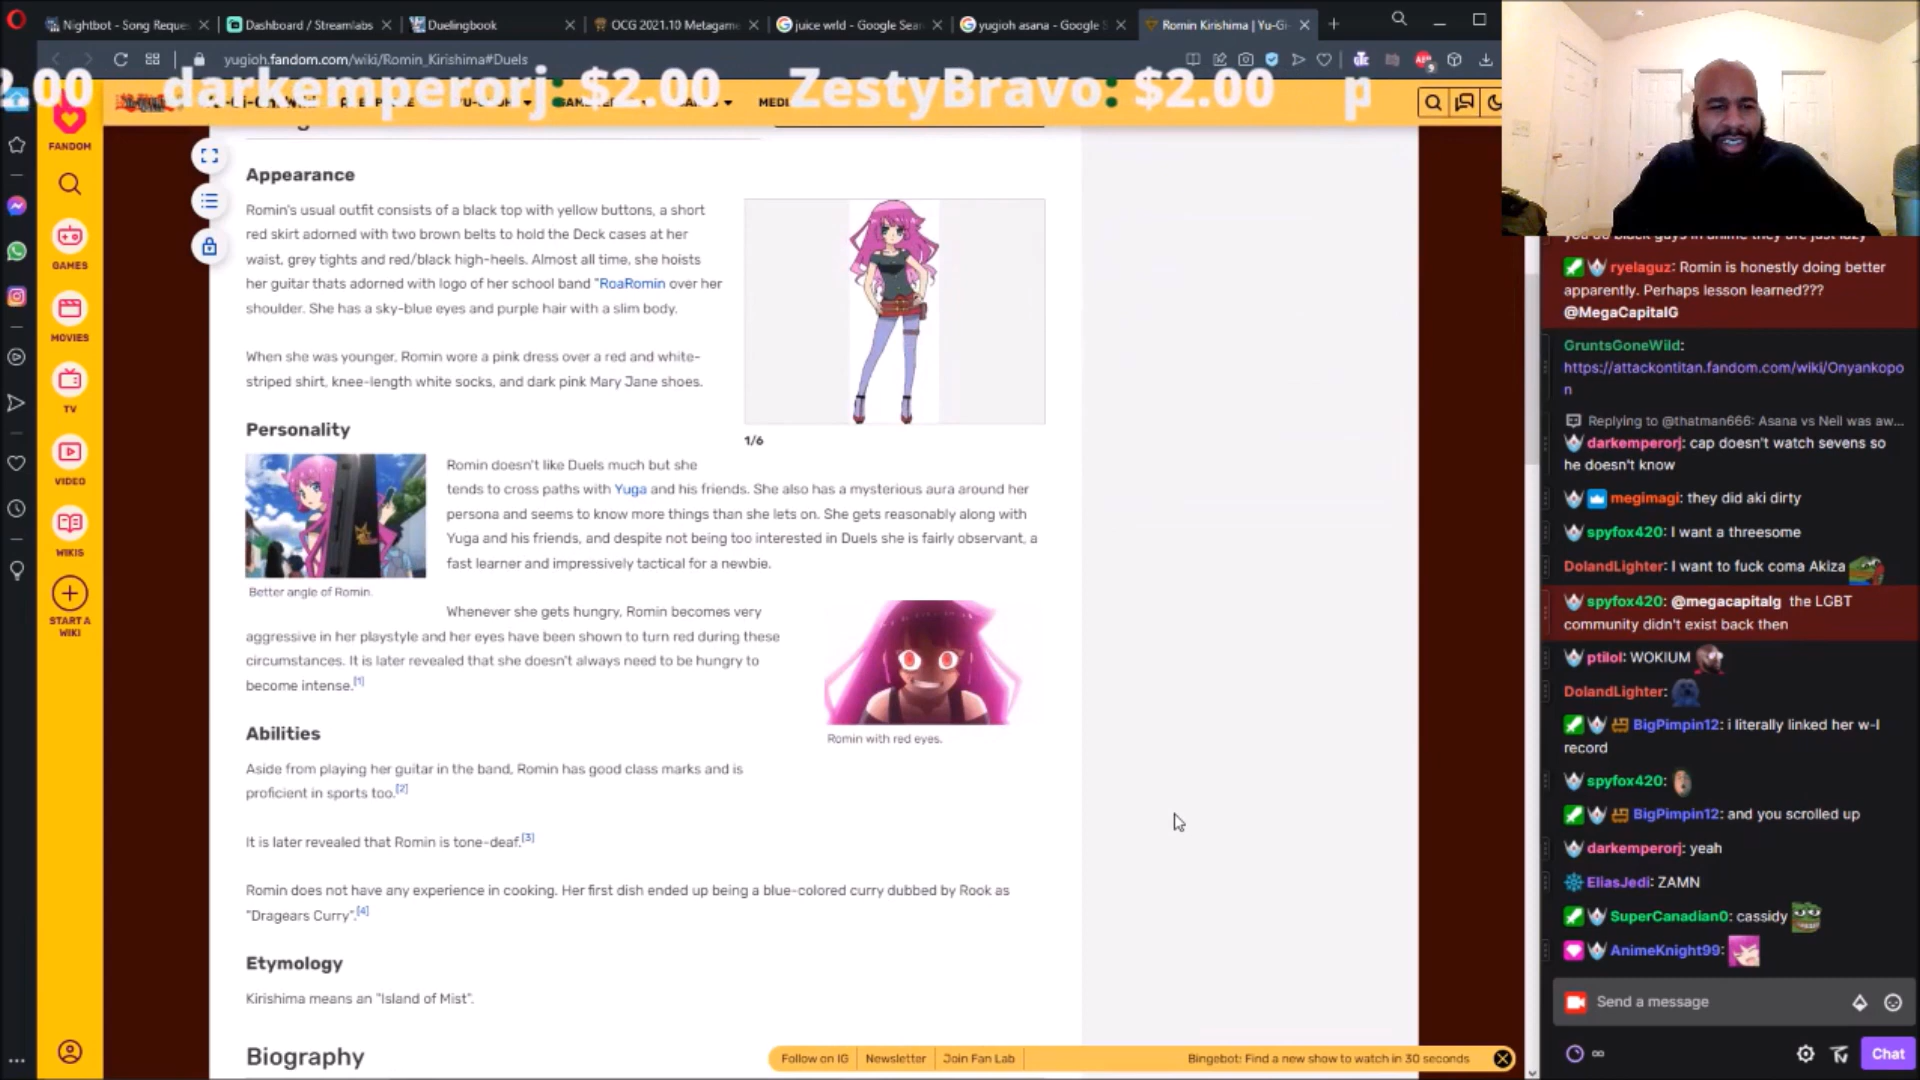 Nightbot - Song Reques
Dashboard / Streamlabs
Duelingbook
OCG 2021.10 Metagame
juice wrld - Google Sear
yugioh asana - Google S
Romin Kirishima | Yu-Gi-
yugioh.fandom.com/wiki/Romin_Kirishima#Duels
2.00 darkemperorj: $2.00 ZestyBravo: $2.00 p
FANDOM
GAMES
MOVIES
TV
VIDEO
WIKIS
START A
WIKI
Appearance
Romin's usual outfit consists of a black top with yellow buttons, a short
red skirt adorned with two brown belts to hold the Deck cases at her
waist, grey tights and red/black high-heels. Almost all time, she hoists
her guitar thats adorned with logo of her school band "RoaRomin over her
shoulder. She has a sky-blue eyes and purple hair with a slim body.
When she was younger, Romin wore a pink dress over a red and white-
striped shirt, knee-length white socks, and dark pink Mary Jane shoes.
1/6
Personality
Better angle of Romin.
Romin doesn't like Duels much but she
tends to cross paths with Yuga and his friends. She also has a mysterious aura around her
persona and seems to know more things than she lets on. She gets reasonably along with
Yuga and his friends, and despite not being too interested in Duels she is fairly observant, a
fast learner and impressively tactical for a newbie.
Whenever she gets hungry, Romin becomes very
aggressive in her playstyle and her eyes have been shown to turn red during these
circumstances. It is later revealed that she doesn't always need to be hungry to
become intense.[1]
Romin with red eyes.
Abilities
Aside from playing her guitar in the band, Romin has good class marks and is
proficient in sports too.[2]
It is later revealed that Romin is tone-deaf.[3]
Romin does not have any experience in cooking. Her first dish ended up being a blue-colored curry dubbed by Rook as
"Dragears Curry".[4]
Etymology
Kirishima means an "Island of Mist".
Biography
Follow on IG
Newsletter
Join Fan Lab
Bingebot: Find a new show to watch in 30 seconds
ryelaguz: Romin is honestly doing better
apparently. Perhaps lesson learned???
@MegaCapitalG
GruntsGoneWild:
https://attackontitan.fandom.com/wiki/Onyankopo
n
Replying to @thatman666: Asana vs Neil was aw...
darkemperorj: cap doesn't watch sevens so
he doesn't know
megimagi: they did aki dirty
spyfox420: I want a threesome
DolandLighter: I want to fuck coma Akiza
spyfox420: @megacapitalg the LGBT
community didn't exist back then
ptilol: WOKIUM
DolandLighter:
BigPimpin12: i literally linked her w-l
record
spyfox420:
BigPimpin12: and you scrolled up
darkemperorj: yeah
EliasJedi: ZAMN
SuperCanadian0: cassidy
AnimeKnight99:
Send a message
Chat